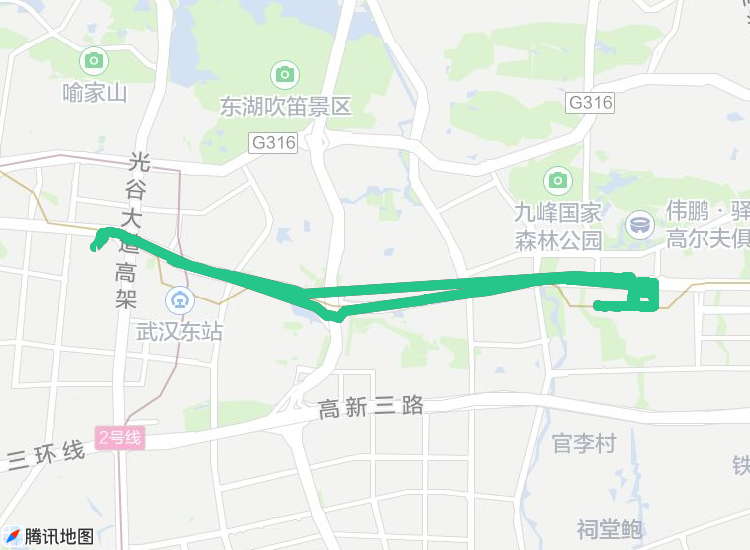 喻家山
东湖吹笛景区
G316
G316
光谷大道高架
九峰国家
森林公园
伟鹏·驿
高尔夫俱
武汉东站
高新三路
2号线
三环线
官李村
祠堂鲍
腾讯地图